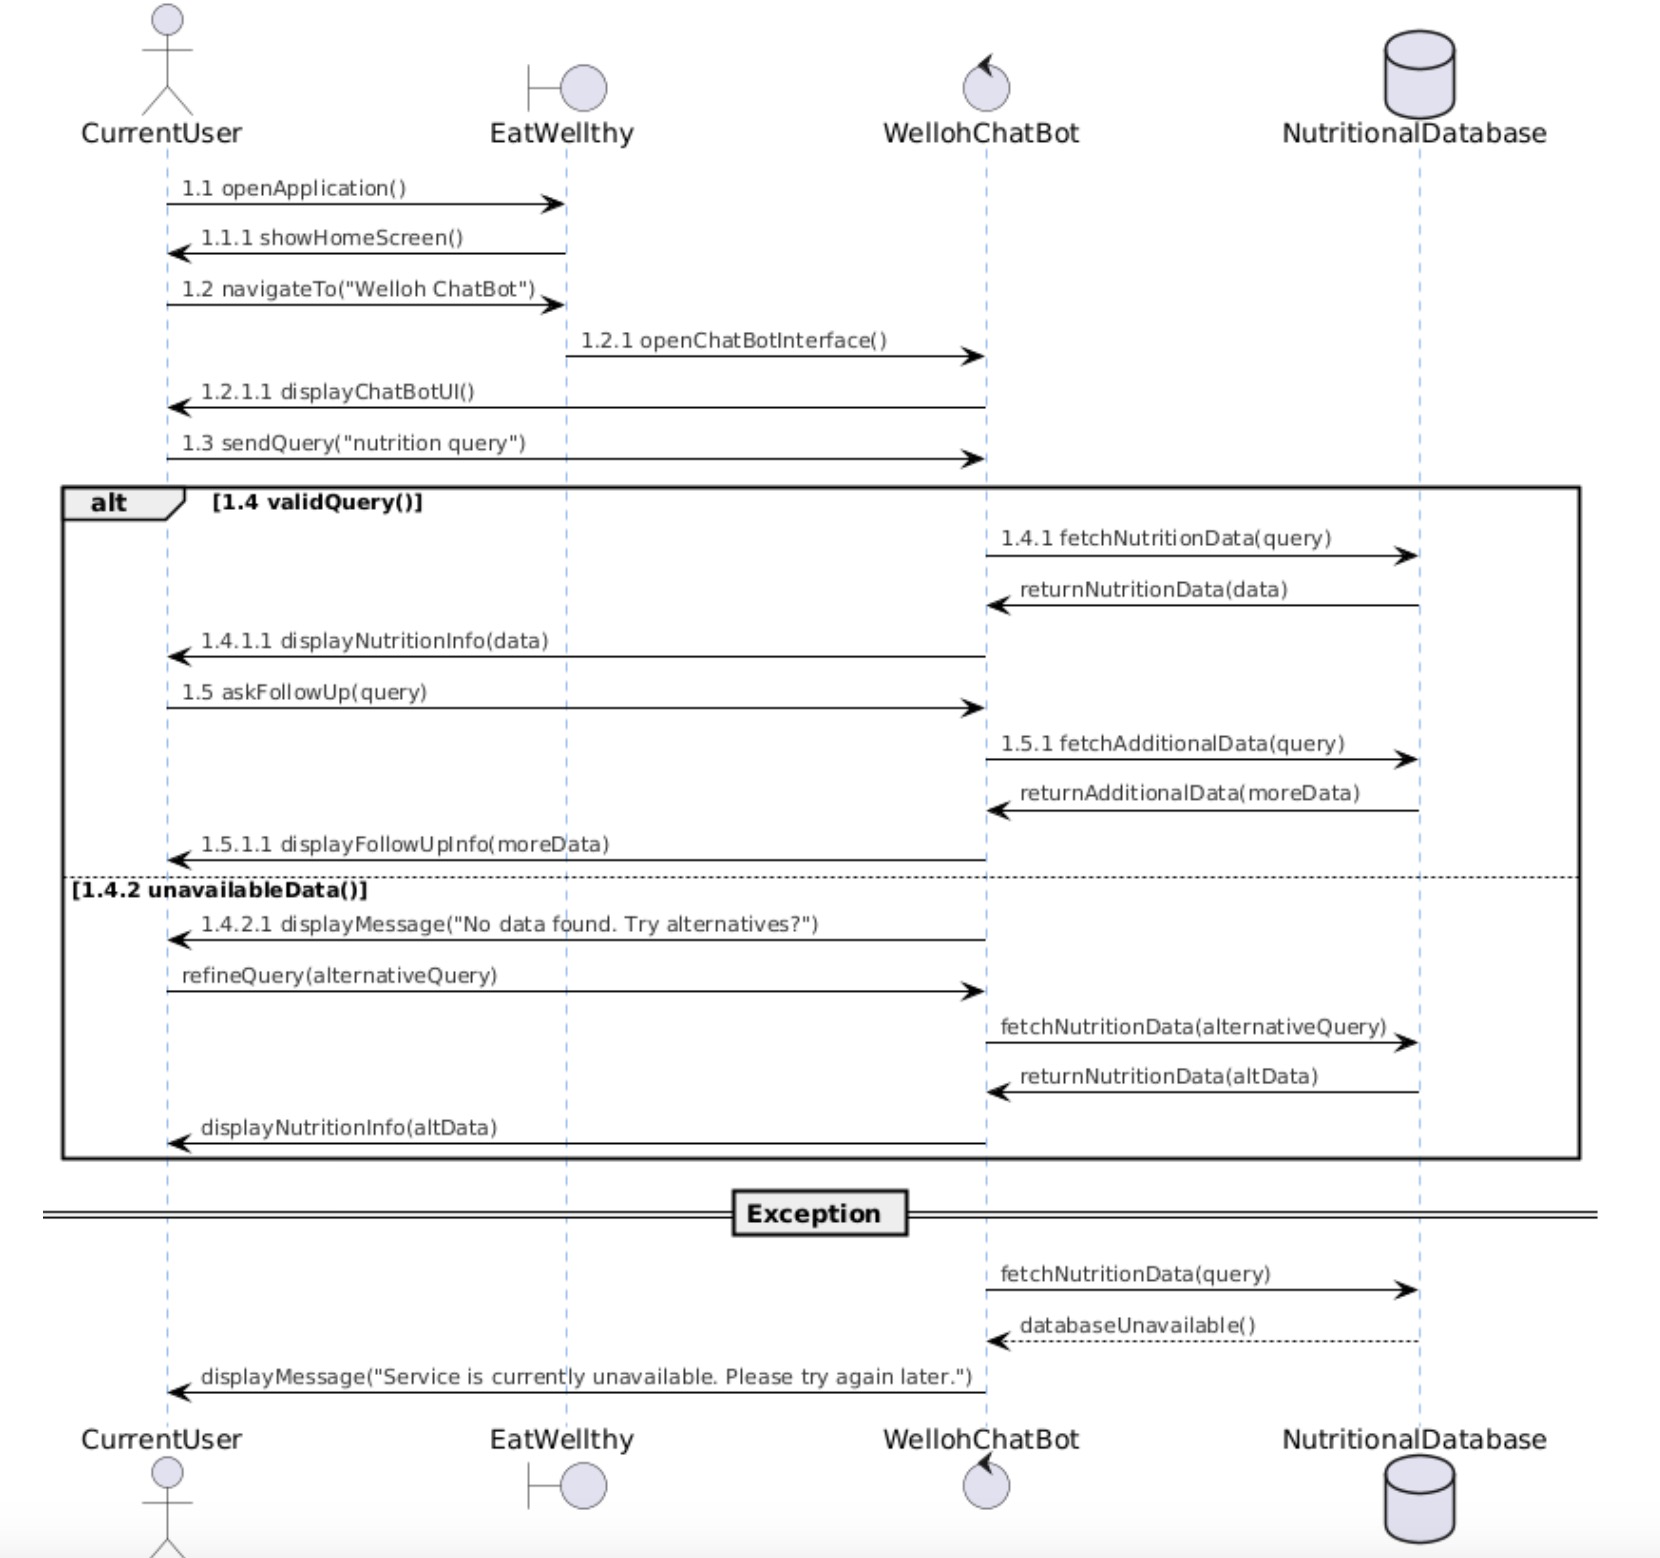 CurrentUser EatWellthy WellohChatBot NutritionalDatabase
1.1 openApplication()
1.1.1 showHomeScreen()
1.2 navigateTo("Welloh ChatBot")
1.2.1 openChatBotInterface()
1.2.1.1 displayChatBotUI()
1.3 sendQuery("nutrition query")
alt [1.4 validQuery()]
1.4.1 fetchNutritionData(query)
returnNutritionData(data)
1.4.1.1 displayNutritionInfo(data)
1.5 askFollowUp(query)
1.5.1 fetchAdditionalData(query)
returnAdditionalData(moreData)
1.5.1.1 displayFollowUpInfo(moreData)
[1.4.2 unavailableData()]
1.4.2.1 displayMessage("No data found. Try alternatives?")
refineQuery(alternativeQuery)
fetchNutritionData(alternativeQuery)
returnNutritionData(altData)
displayNutritionInfo(altData)
Exception
fetchNutritionData(query)
databaseUnavailable()
displayMessage("Service is currently unavailable. Please try again later.")
CurrentUser EatWellthy WellohChatBot NutritionalDatabase